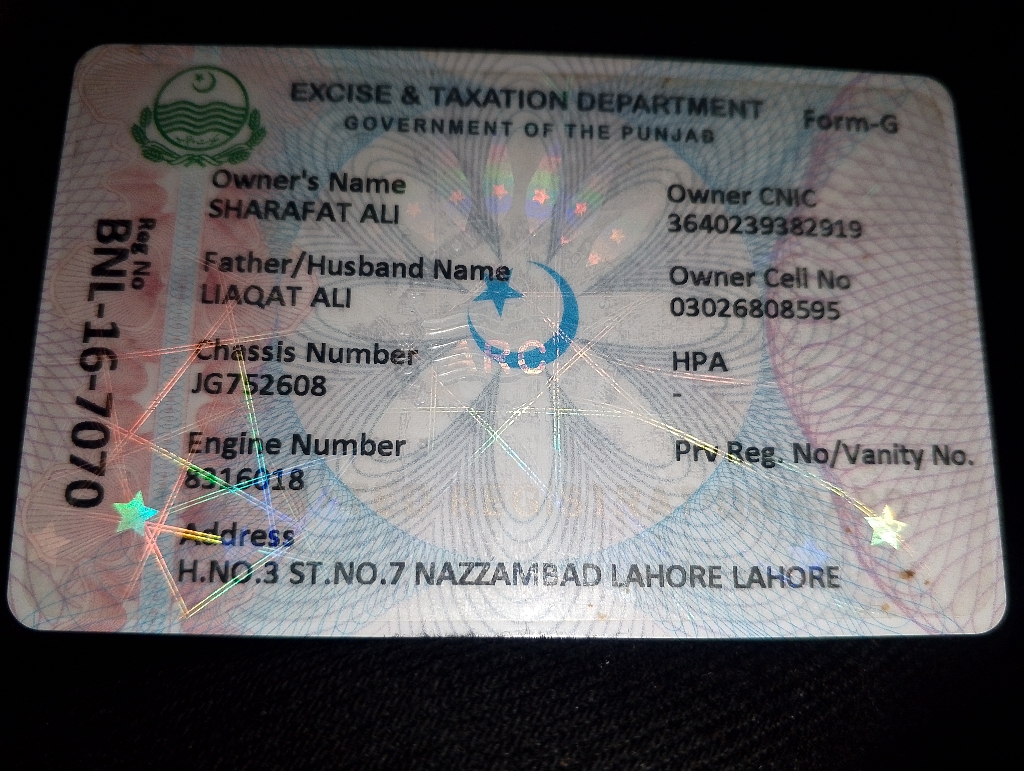 EXCISE & TAXATION DEPARTMENT
GOVERNMENT OF THE PUNJAB
Form-G
Reg No
BNL-16-7070
Owner's Name
SHARAFAT ALI
Owner CNIC
3640239382919
Father/Husband Name
LIAQAT ALI
Owner Cell No
03026808595
Chassis Number
JG752608
HPA
-
Engine Number
8316018
Prv Reg. No/Vanity No.
Address
H.NO.3 ST.NO.7 NAZZAMBAD LAHORE LAHORE